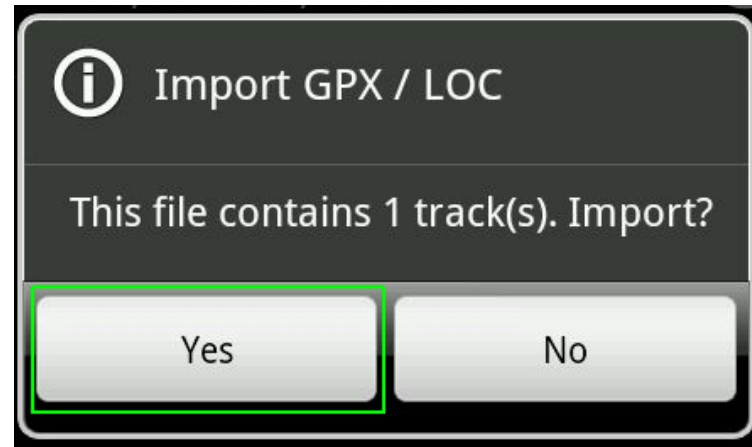 Import GPX / LOC
This file contains 1 track(s). Import?
Yes
No